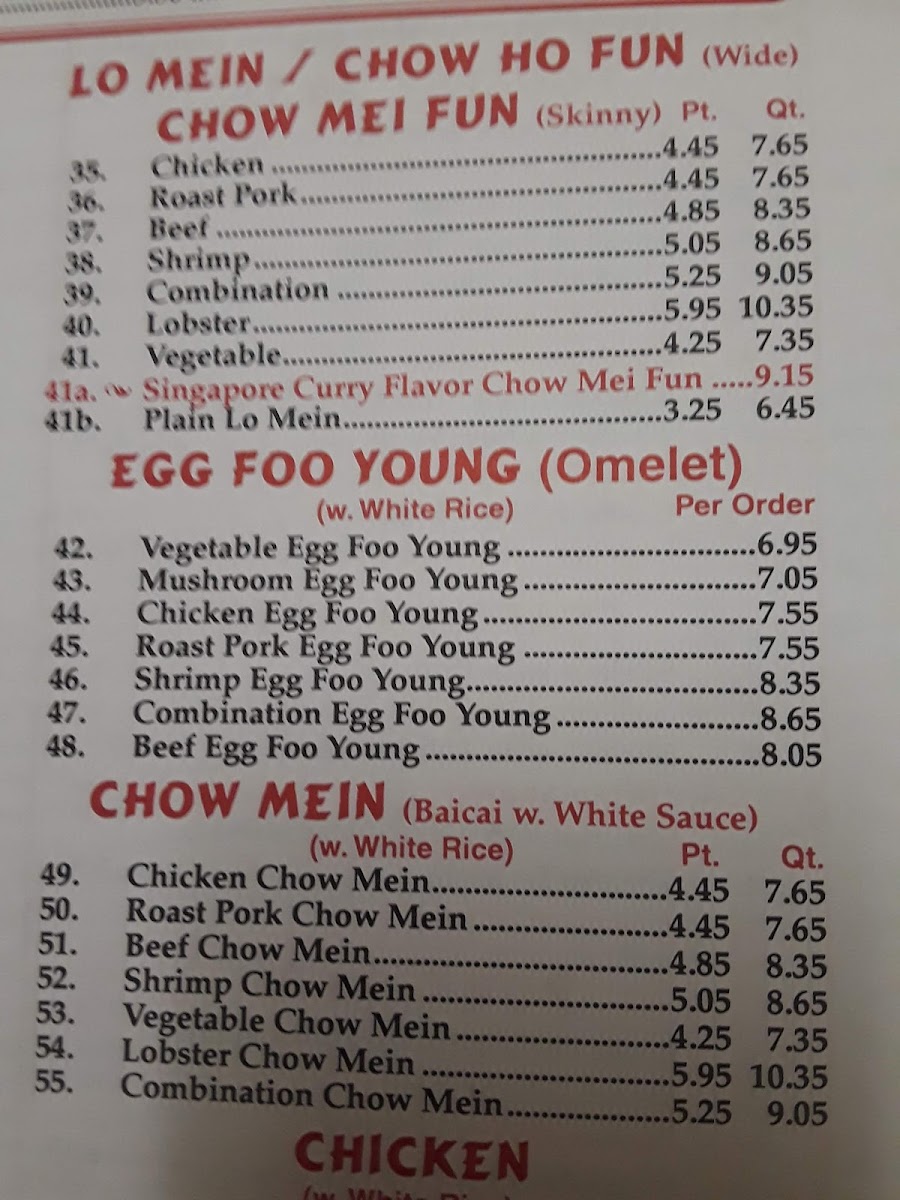 LO MEIN / CHOW HO FUN (Wide)
CHOW MEI FUN (Skinny) Pt. Qt.
35. Chicken ........ 4.45 7.65
36. Roast Pork ........ 4.45 7.65
37. Beef ........ 4.85 8.35
38. Shrimp ........ 5.05 8.65
39. Combination ........ 5.25 9.05
40. Lobster ........ 5.95 10.35
41. Vegetable ........ 4.25 7.35
41a. Singapore Curry Flavor Chow Mei Fun ..... 9.15
41b. Plain Lo Mein ........ 3.25 6.45
EGG FOO YOUNG (Omelet)
(w. White Rice) Per Order
42. Vegetable Egg Foo Young ........ 6.95
43. Mushroom Egg Foo Young ........ 7.05
44. Chicken Egg Foo Young ........ 7.55
45. Roast Pork Egg Foo Young ........ 7.55
46. Shrimp Egg Foo Young ........ 8.35
47. Combination Egg Foo Young ........ 8.65
48. Beef Egg Foo Young ........ 8.05
CHOW MEIN (Baicai w. White Sauce)
(w. White Rice) Pt. Qt.
49. Chicken Chow Mein ........ 4.45 7.65
50. Roast Pork Chow Mein ........ 4.45 7.65
51. Beef Chow Mein ........ 4.85 8.35
52. Shrimp Chow Mein ........ 5.05 8.65
53. Vegetable Chow Mein ........ 4.25 7.35
54. Lobster Chow Mein ........ 5.95 10.35
55. Combination Chow Mein ........ 5.25 9.05
CHICKEN